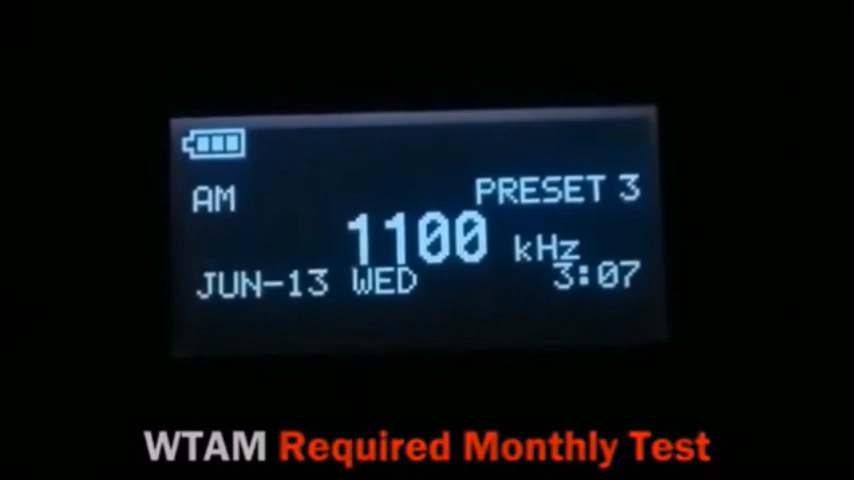 AM
PRESET 3
1100 kHz
JUN-13 WED
3:07
WTAM Required Monthly Test